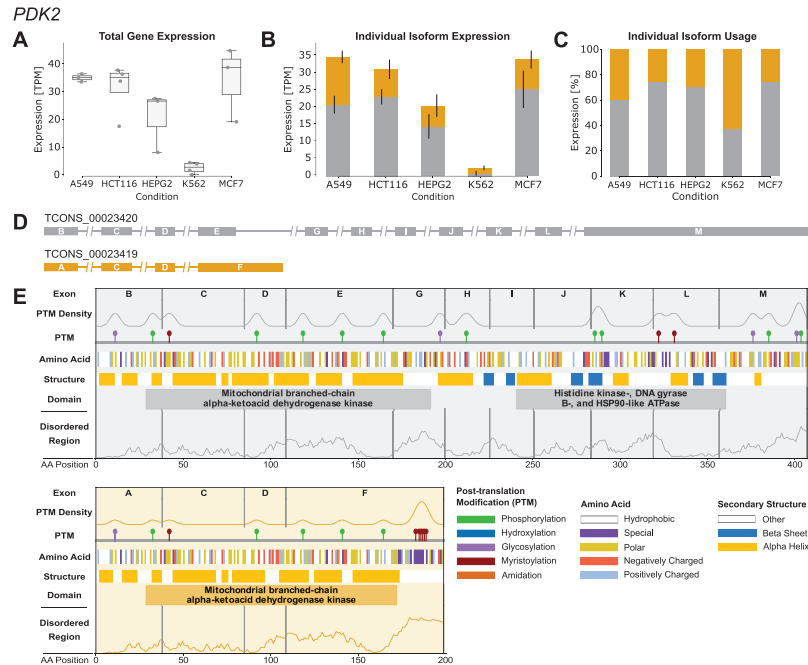 PDK2
A
Total Gene Expression
Expression [TPM]
40
30
20
10
0
A549 HCT116 HEPG2 K562 MCF7
Condition
B
Individual Isoform Expression
Expression [TPM]
35
30
25
20
15
10
5
0
A549 HCT116 HEPG2 K562 MCF7
Condition
C
Individual Isoform Usage
Expression [%]
100
80
60
40
20
0
A549 HCT116 HEPG2 K562 MCF7
Condition
D
TCONS_00023420
B C D E G H I J K L M
TCONS_00023419
A C D F
E
Exon B C D E G H I J K L M
PTM Density
PTM
Amino Acid
Structure
Domain
Mitochondrial branched-chain
alpha-ketoacid dehydrogenase kinase
Histidine kinase-, DNA gyrase
B-, and HSP90-like ATPase
Disordered
Region
AA Position 0 50 100 150 200 250 300 350 400
Exon A C D F
PTM Density
PTM
Amino Acid
Structure
Domain
Mitochondrial branched-chain
alpha-ketoacid dehydrogenase kinase
Disordered
Region
AA Position 0 50 100 150 200
Post-translational
Modification (PTM)
Phosphorylation
Hydroxylation
Glycosylation
Myristoylation
Amidation
Amino Acid
Hydrophobic
Special
Polar
Negatively Charged
Positively Charged
Secondary Structure
Other
Beta Sheet
Alpha Helix